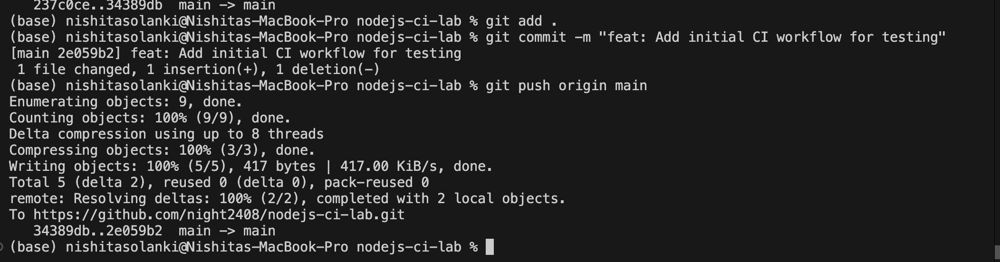 237c0ce..34389db  main -> main
(base) nishitasolanki@Nishitas-MacBook-Pro nodejs-ci-lab % git add .
(base) nishitasolanki@Nishitas-MacBook-Pro nodejs-ci-lab % git commit -m "feat: Add initial CI workflow for testing"
[main 2e059b2] feat: Add initial CI workflow for testing
 1 file changed, 1 insertion(+), 1 deletion(-)
(base) nishitasolanki@Nishitas-MacBook-Pro nodejs-ci-lab % git push origin main
Enumerating objects: 9, done.
Counting objects: 100% (9/9), done.
Delta compression using up to 8 threads
Compressing objects: 100% (3/3), done.
Writing objects: 100% (5/5), 417 bytes | 417.00 KiB/s, done.
Total 5 (delta 2), reused 0 (delta 0), pack-reused 0
remote: Resolving deltas: 100% (2/2), completed with 2 local objects.
To https://github.com/night2408/nodejs-ci-lab.git
   34389db..2e059b2  main -> main
(base) nishitasolanki@Nishitas-MacBook-Pro nodejs-ci-lab %